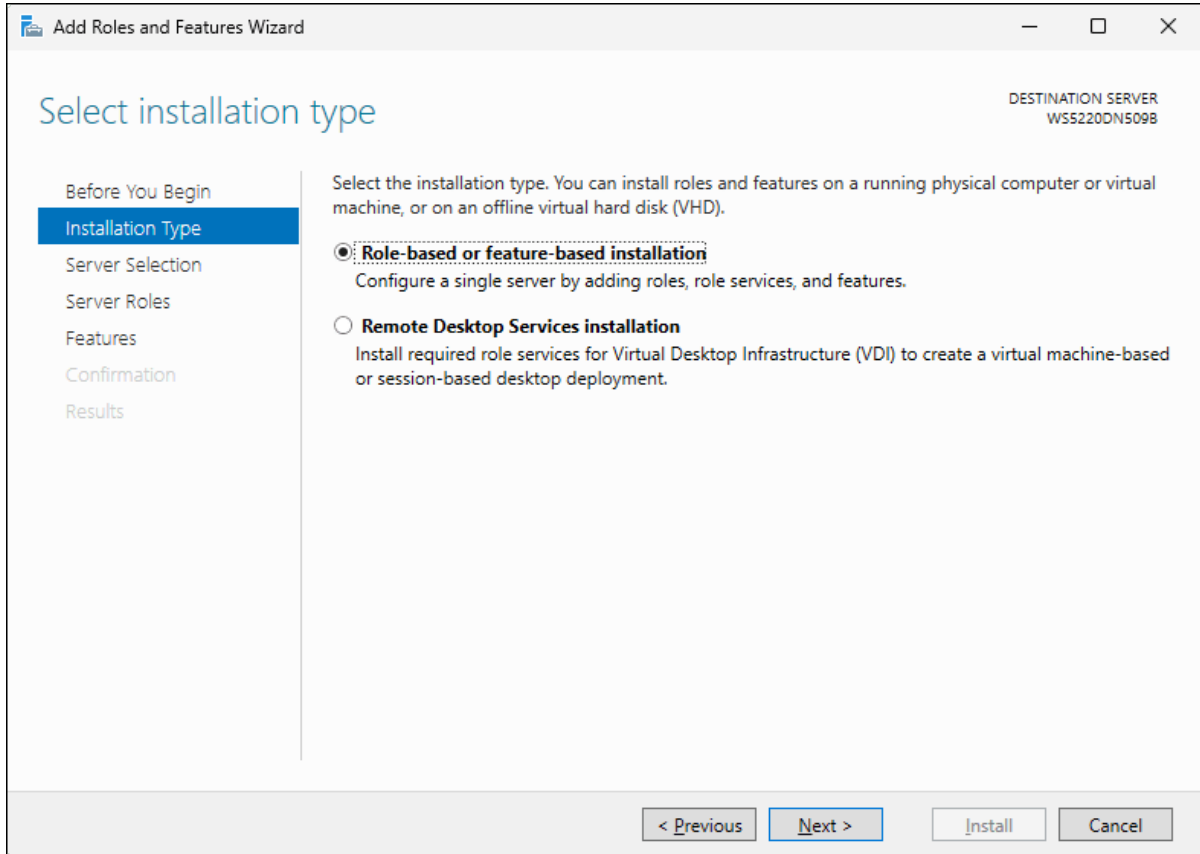 Add Roles and Features Wizard
Select installation type
DESTINATION SERVER
WS5220DN509B
Before You Begin
Installation Type
Server Selection
Server Roles
Features
Confirmation
Results
Select the installation type. You can install roles and features on a running physical computer or virtual
machine, or on an offline virtual hard disk (VHD).
Role-based or feature-based installation
Configure a single server by adding roles, role services, and features.
Remote Desktop Services installation
Install required role services for Virtual Desktop Infrastructure (VDI) to create a virtual machine-based
or session-based desktop deployment.
< Previous
Next >
Install
Cancel